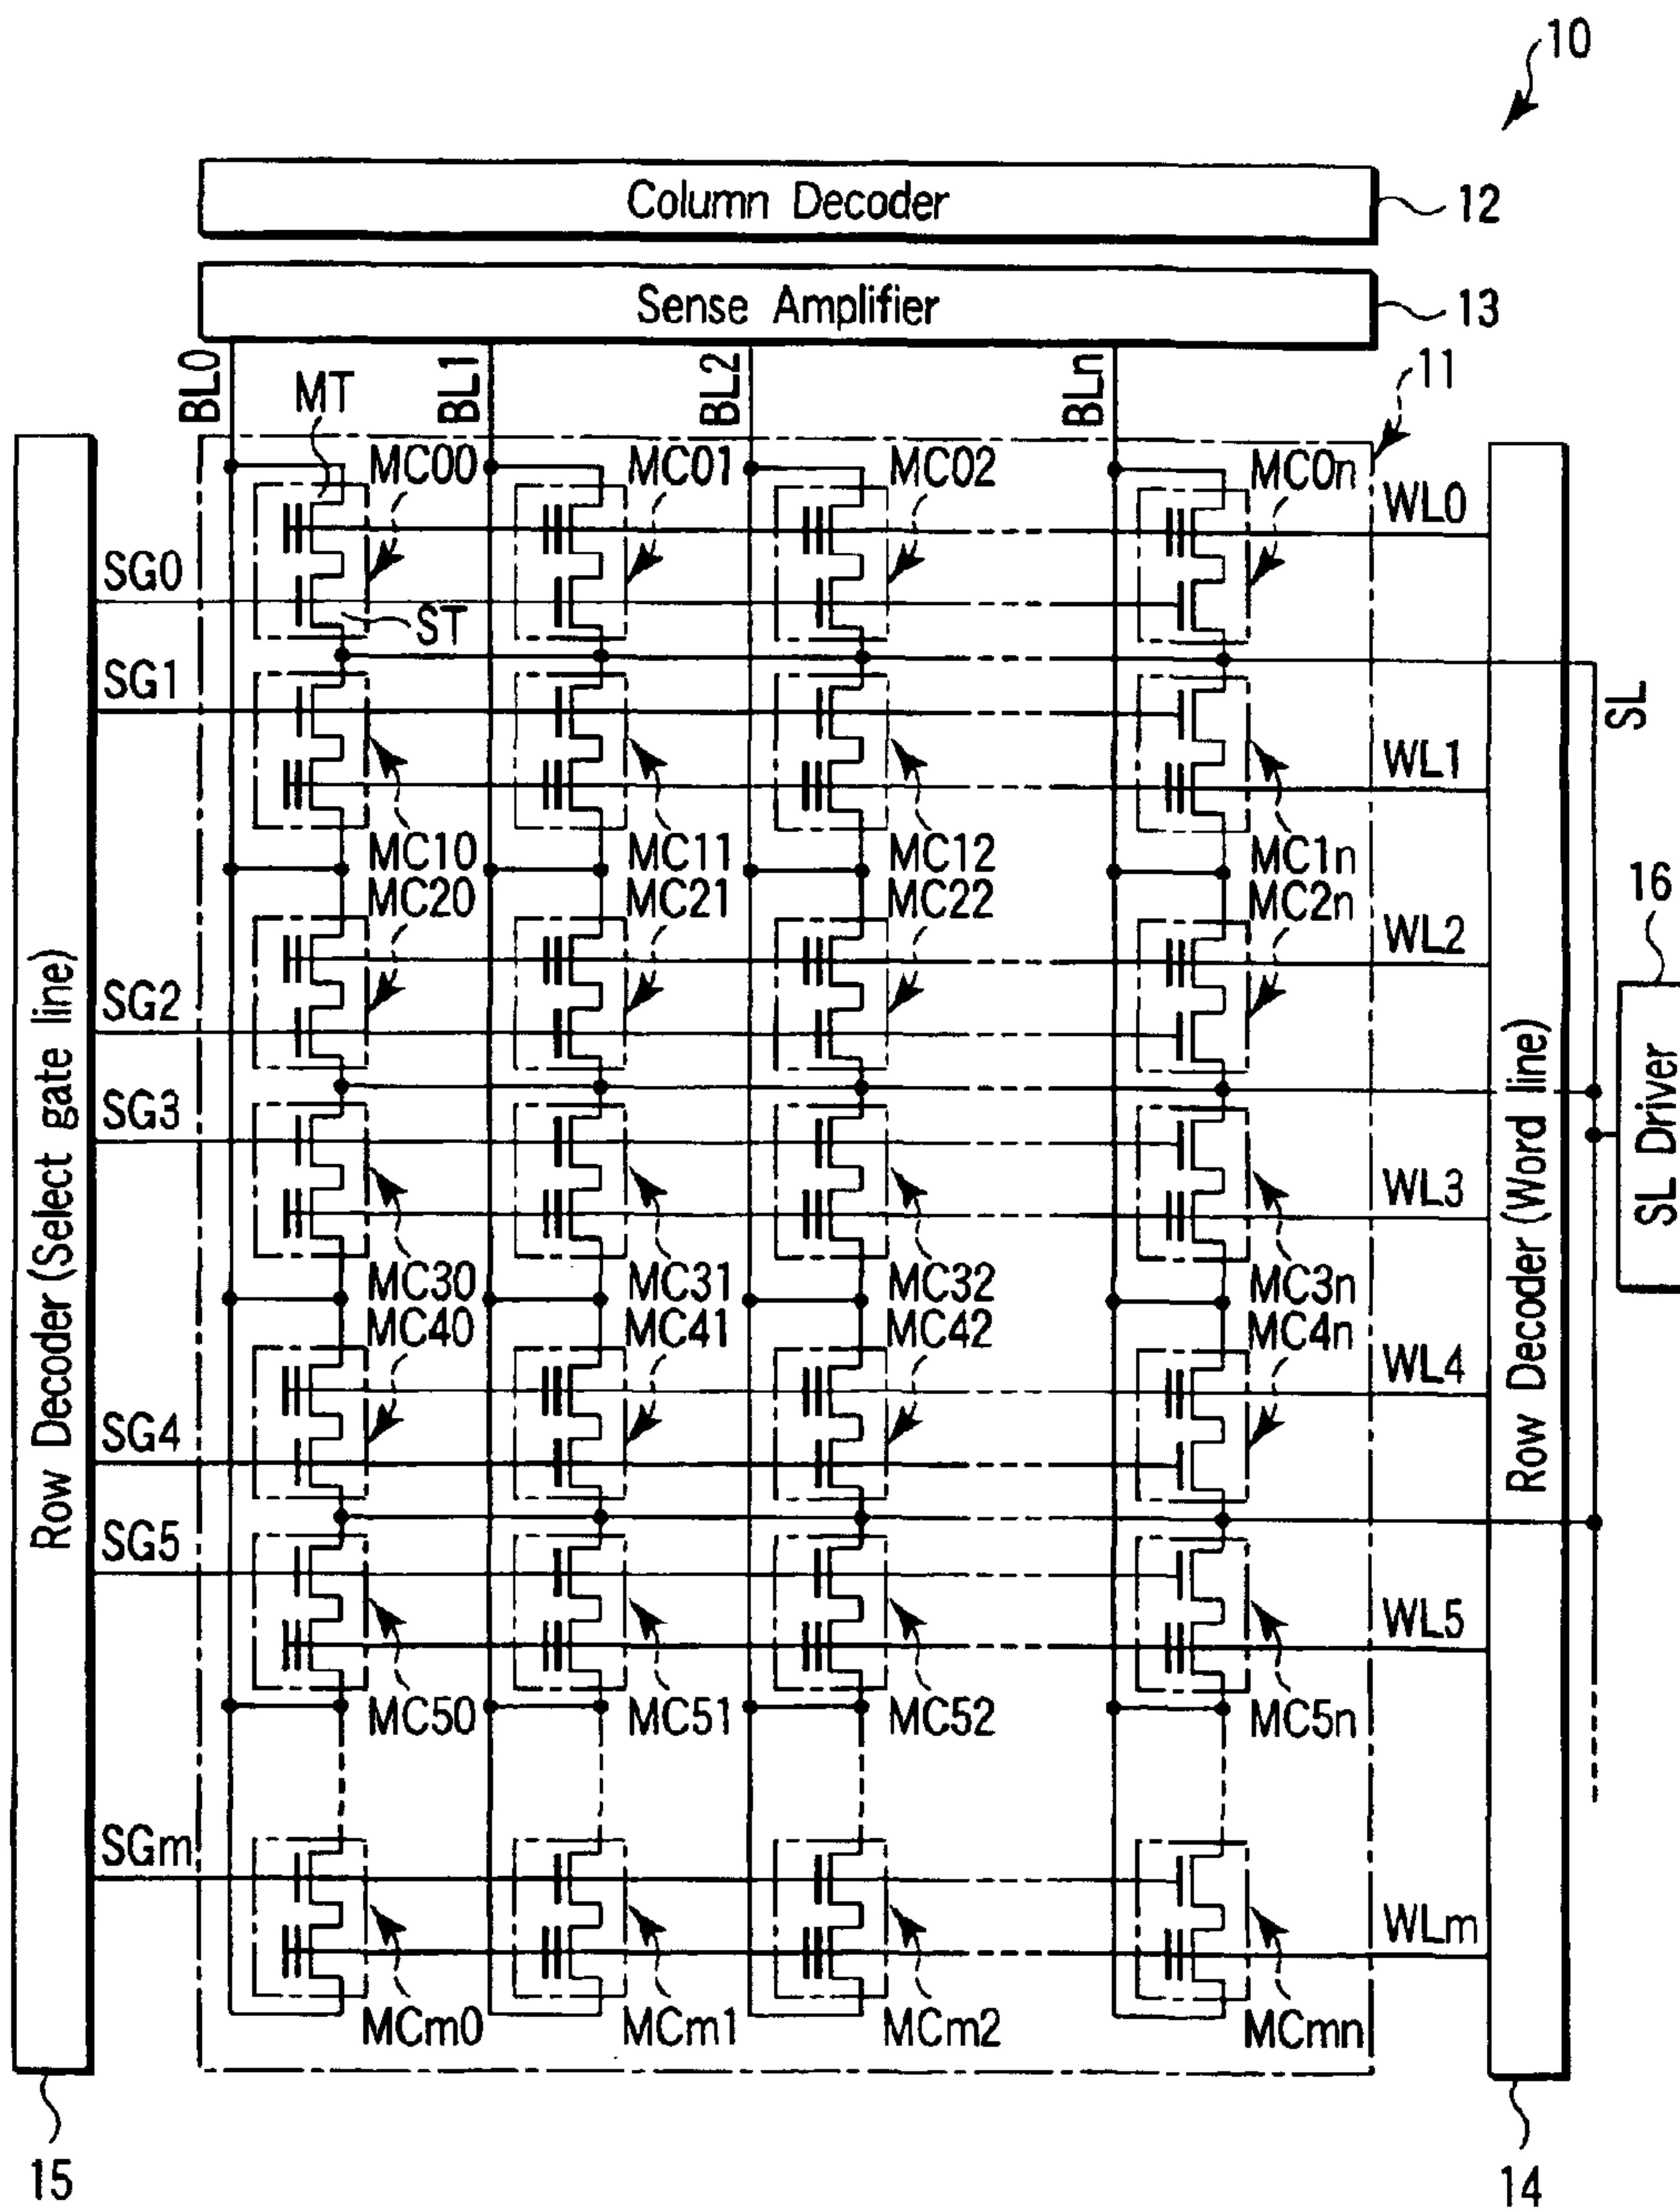 10
Column Decoder
12
Sense Amplifier
13
BL0
BL1
BL2
BLn
11
MT
MC00
MC01
MC02
MC0n
WL0
SG0
ST
SG1
SL
WL1
MC10
MC11
MC12
MC1n
MC20
MC21
MC22
MC2n
16
WL2
SG2
SG3
Row Decoder (Select gate line)
Row Decoder (Word line)
SL Driver
WL3
MC30
MC31
MC32
MC3n
MC40
MC41
MC42
MC4n
WL4
SG4
SG5
WL5
MC50
MC51
MC52
MC5n
SGm
WLm
MCm0
MCm1
MCm2
MCmn
15
14